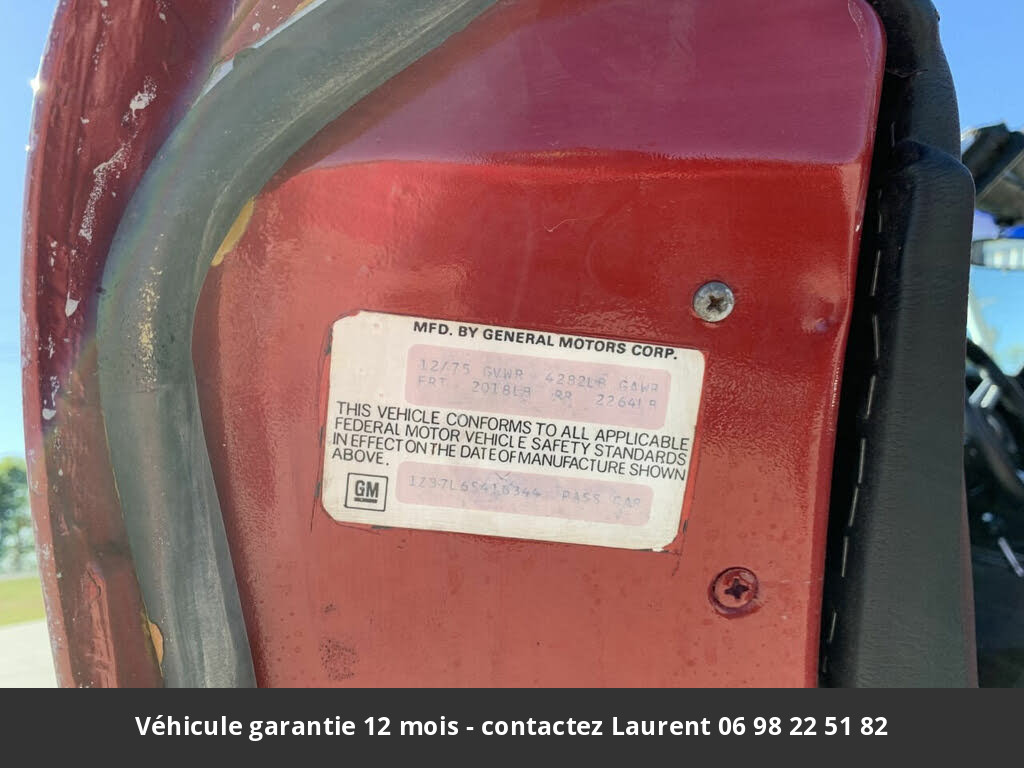 MFD. BY GENERAL MOTORS CORP.
12/75 GVWR 4282LB GAWR
FRT 2018LB RR 2264LB
THIS VEHICLE CONFORMS TO ALL APPLICABLE
FEDERAL MOTOR VEHICLE SAFETY STANDARDS
IN EFFECT ON THE DATE OF MANUFACTURE SHOWN
ABOVE.
GM
1Z37L6S416344 PASS CAR
Véhicule garantie 12 mois - contactez Laurent 06 98 22 51 82